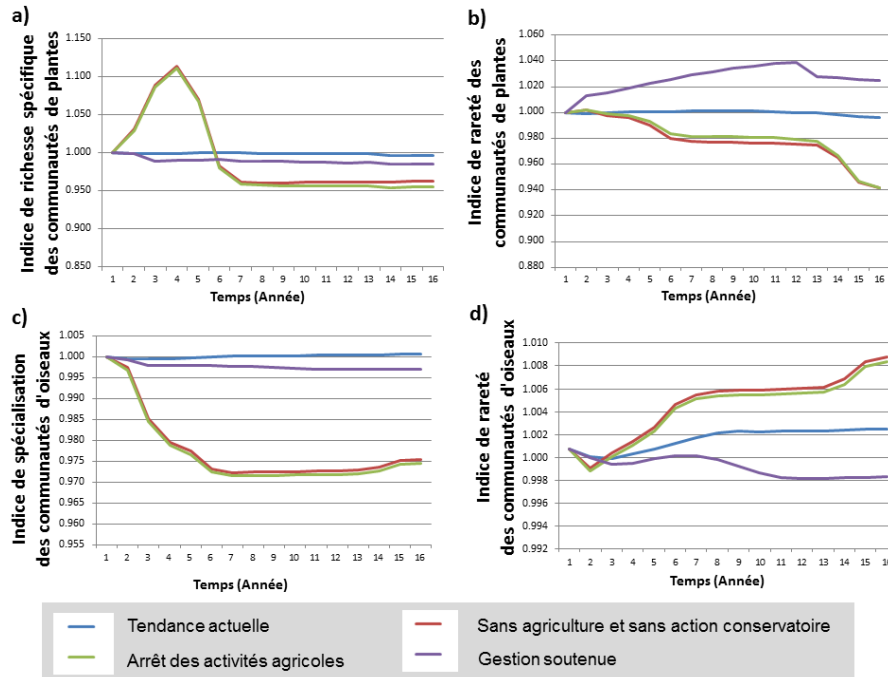 a)
Indice de richesse spécifique
des communautés de plantes
1.150
1.100
1.050
1.000
0.950
0.900
0.850
1 2 3 4 5 6 7 8 9 10 11 12 13 14 15 16
Temps (Année)
b)
Indice de rareté des
communautés de plantes
1.060
1.040
1.020
1.000
0.980
0.960
0.940
0.920
0.900
0.880
1 2 3 4 5 6 7 8 9 10 11 12 13 14 15 16
Temps (Année)
c)
Indice de spécialisation
des communautés d'oiseaux
1.005
1.000
0.995
0.990
0.985
0.980
0.975
0.970
0.965
0.960
0.955
1 2 3 4 5 6 7 8 9 10 11 12 13 14 15 16
Temps (Année)
d)
Indice de rareté
des communautés d'oiseaux
1.010
1.006
1.002
0.998
0.994
0.992
1.008
1.004
1.000
0.996
1 2 3 4 5 6 7 8 9 10 11 12 13 14 15 16
Temps (Année)
Tendance actuelle
Sans agriculture et sans action conservatoire
Arrêt des activités agricoles
Gestion soutenue